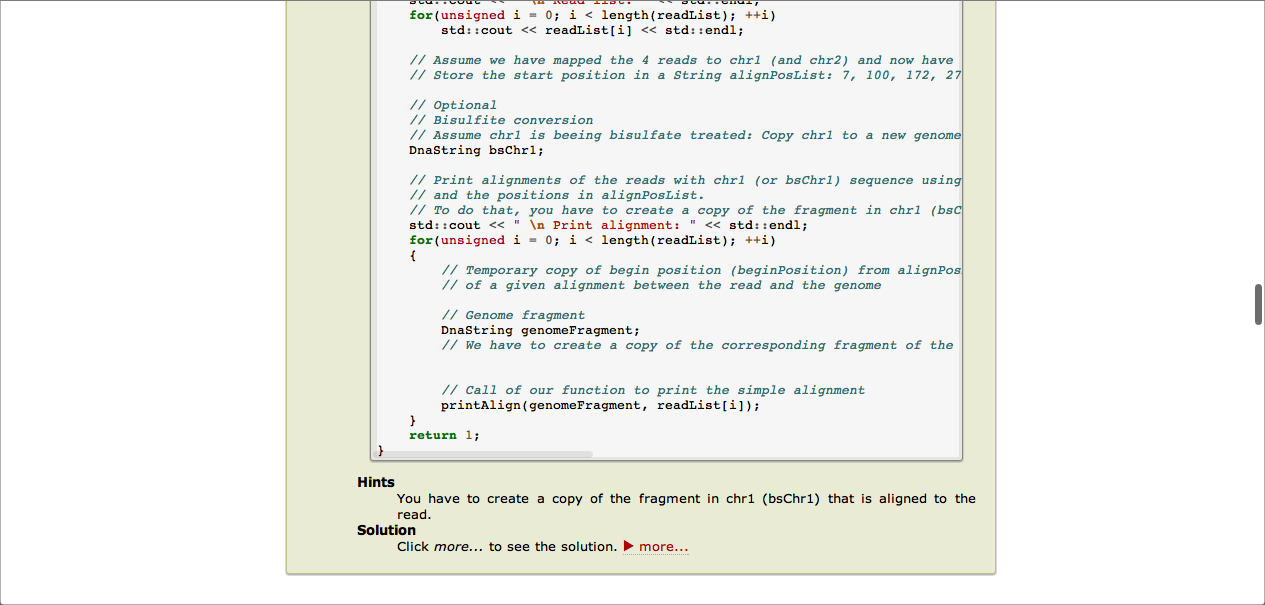 std::cout << " \n Read list: " << std::endl;
for(unsigned i = 0; i < length(readList); ++i)
std::cout << readList[i] << std::endl;
// Assume we have mapped the 4 reads to chr1 (and chr2) and now have
// Store the start position in a String alignPosList: 7, 100, 172, 27
// Optional
// Bisulfite conversion
// Assume chr1 is beeing bisulfate treated: Copy chr1 to a new genome
DnaString bsChr1;
// Print alignments of the reads with chr1 (or bsChr1) sequence using
// and the positions in alignPosList.
// To do that, you have to create a copy of the fragment in chr1 (bsC
std::cout << " \n Print alignment: " << std::endl;
for(unsigned i = 0; i < length(readList); ++i)
{
// Temporary copy of begin position (beginPosition) from alignPos
// of a given alignment between the read and the genome
// Genome fragment
DnaString genomeFragment;
// We have to create a copy of the corresponding fragment of the
// Call of our function to print the simple alignment
printAlign(genomeFragment, readList[i]);
}
return 1;
}
Hints
You have to create a copy of the fragment in chr1 (bsChr1) that is aligned to the
read.
Solution
Click more... to see the solution. ▶ more...